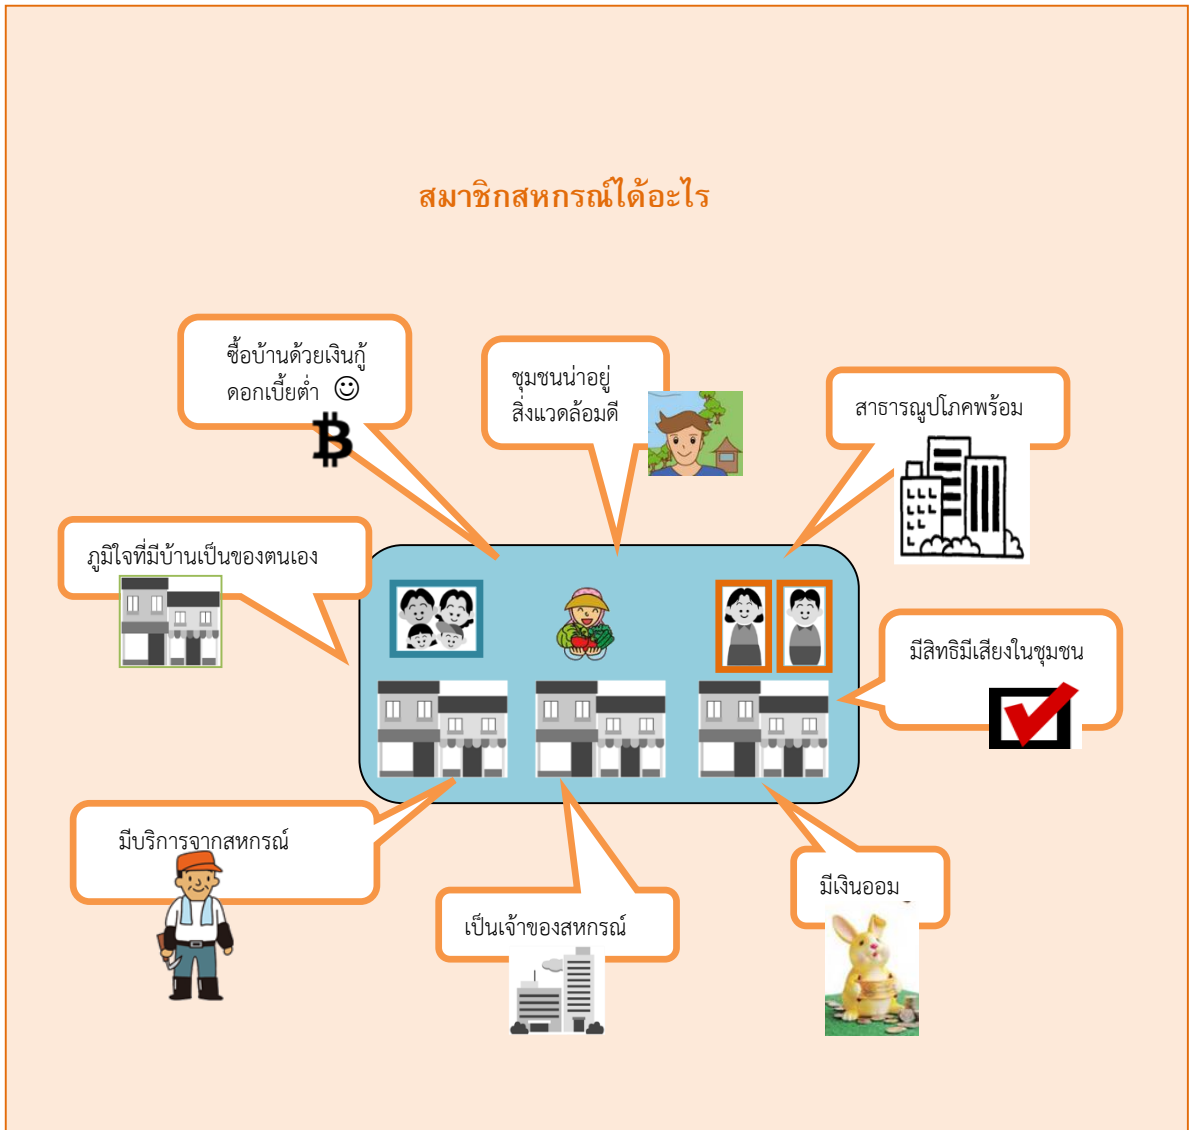 สมาชิกสหกรณ์ได้อะไร
ซื้อบ้านด้วยเงินกู้
ดอกเบี้ยต่ำ ☺
ชุมชนน่าอยู่
สิ่งแวดล้อมดี
สาธารณูปโภคพร้อม
ภูมิใจที่มีบ้านเป็นของตนเอง
มีสิทธิมีเสียงในชุมชน
มีบริการจากสหกรณ์
เป็นเจ้าของสหกรณ์
มีเงินออม